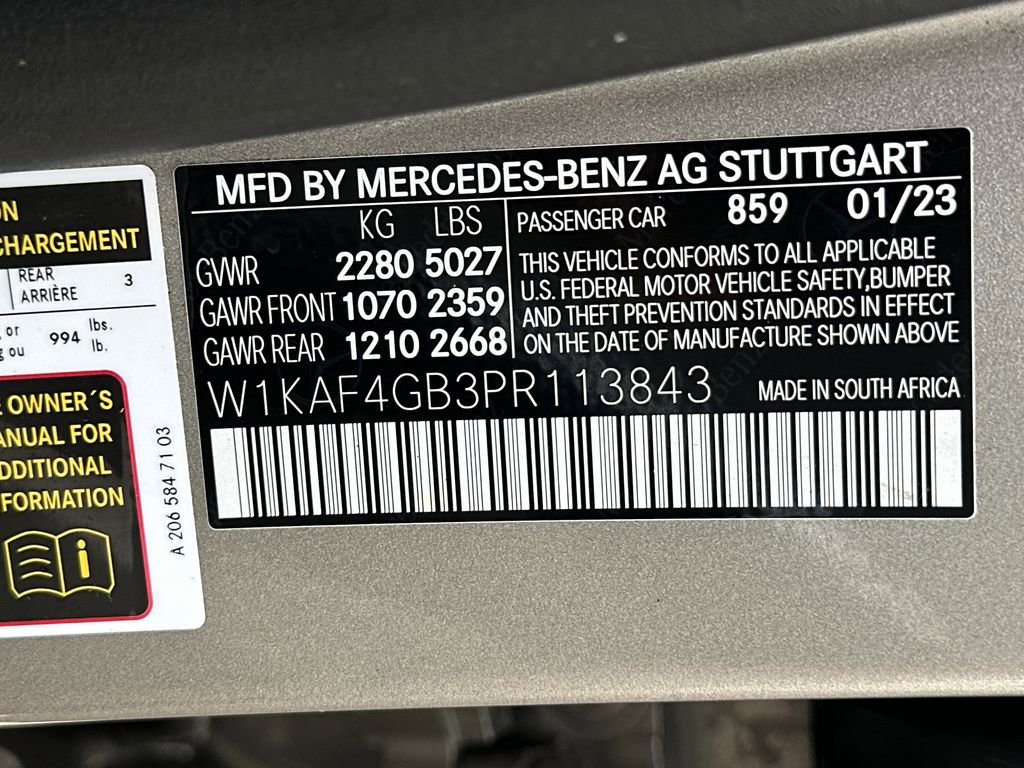 N
CHARGEMENT
REAR
ARRIÈRE 3
or
ou 994 lbs.
lb.
OWNER´S
ANUAL FOR
DDITIONAL
FORMATION
A 206 584 71 03
MFD BY MERCEDES-BENZ AG STUTTGART
KG LBS
GVWR 2280 5027
GAWR FRONT 1070 2359
GAWR REAR 1210 2668
PASSENGER CAR 859 01/23
THIS VEHICLE CONFORMS TO ALL APPLICABLE
U.S. FEDERAL MOTOR VEHICLE SAFETY,BUMPER
AND THEFT PREVENTION STANDARDS IN EFFECT
ON THE DATE OF MANUFACTURE SHOWN ABOVE
W1KAF4GB3PR113843 MADE IN SOUTH AFRICA